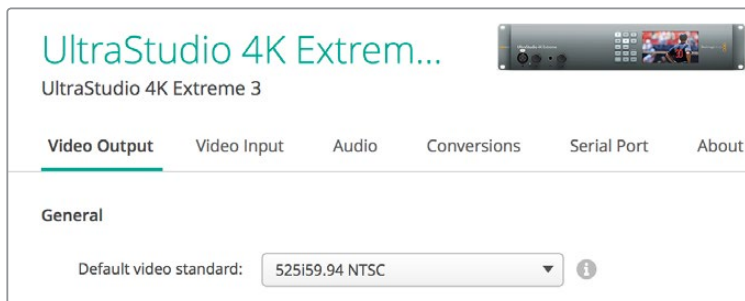 UltraStudio 4K Extrem...
UltraStudio 4K Extreme 3
Video Output Video Input Audio Conversions Serial Port About
General
Default video standard: 525i59.94 NTSC